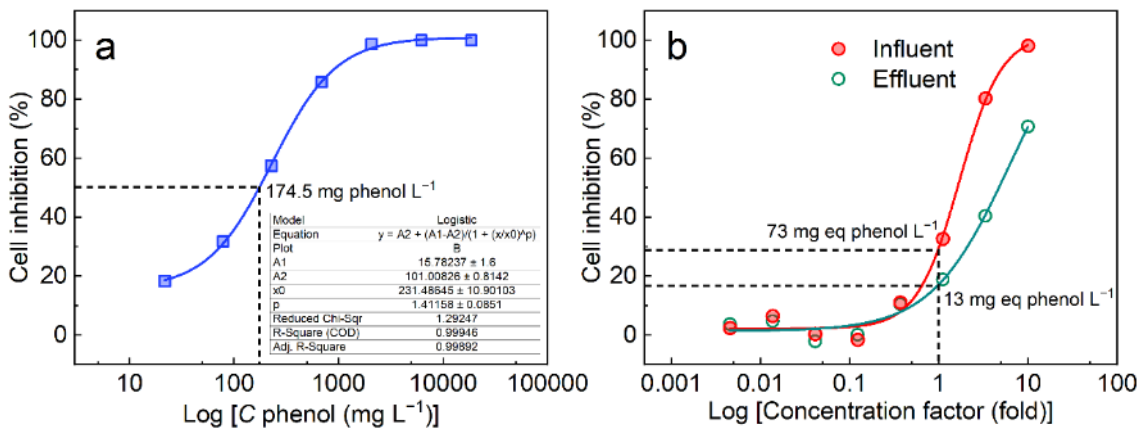 a
100
80
60
40
20
0
Cell inhibition (%)
174.5 mg phenol L⁻¹
Model Logistic
Equation y = A2 + (A1-A2)/(1 + (x/x0)^p)
Plot B
A1 15.78237 ± 1.6
A2 101.00826 ± 0.8142
x0 231.48645 ± 10.90103
p 1.41158 ± 0.0851
Reduced Chi-Sqr 1.29247
R-Square (COD) 0.99946
Adj. R-Square 0.99892
10 100 1000 10000 100000
Log [C phenol (mg L⁻¹)]
b
Influent
Effluent
100
80
60
40
20
0
Cell inhibition (%)
73 mg eq phenol L⁻¹
13 mg eq phenol L⁻¹
0.001 0.01 0.1 1 10 100
Log [Concentration factor (fold)]